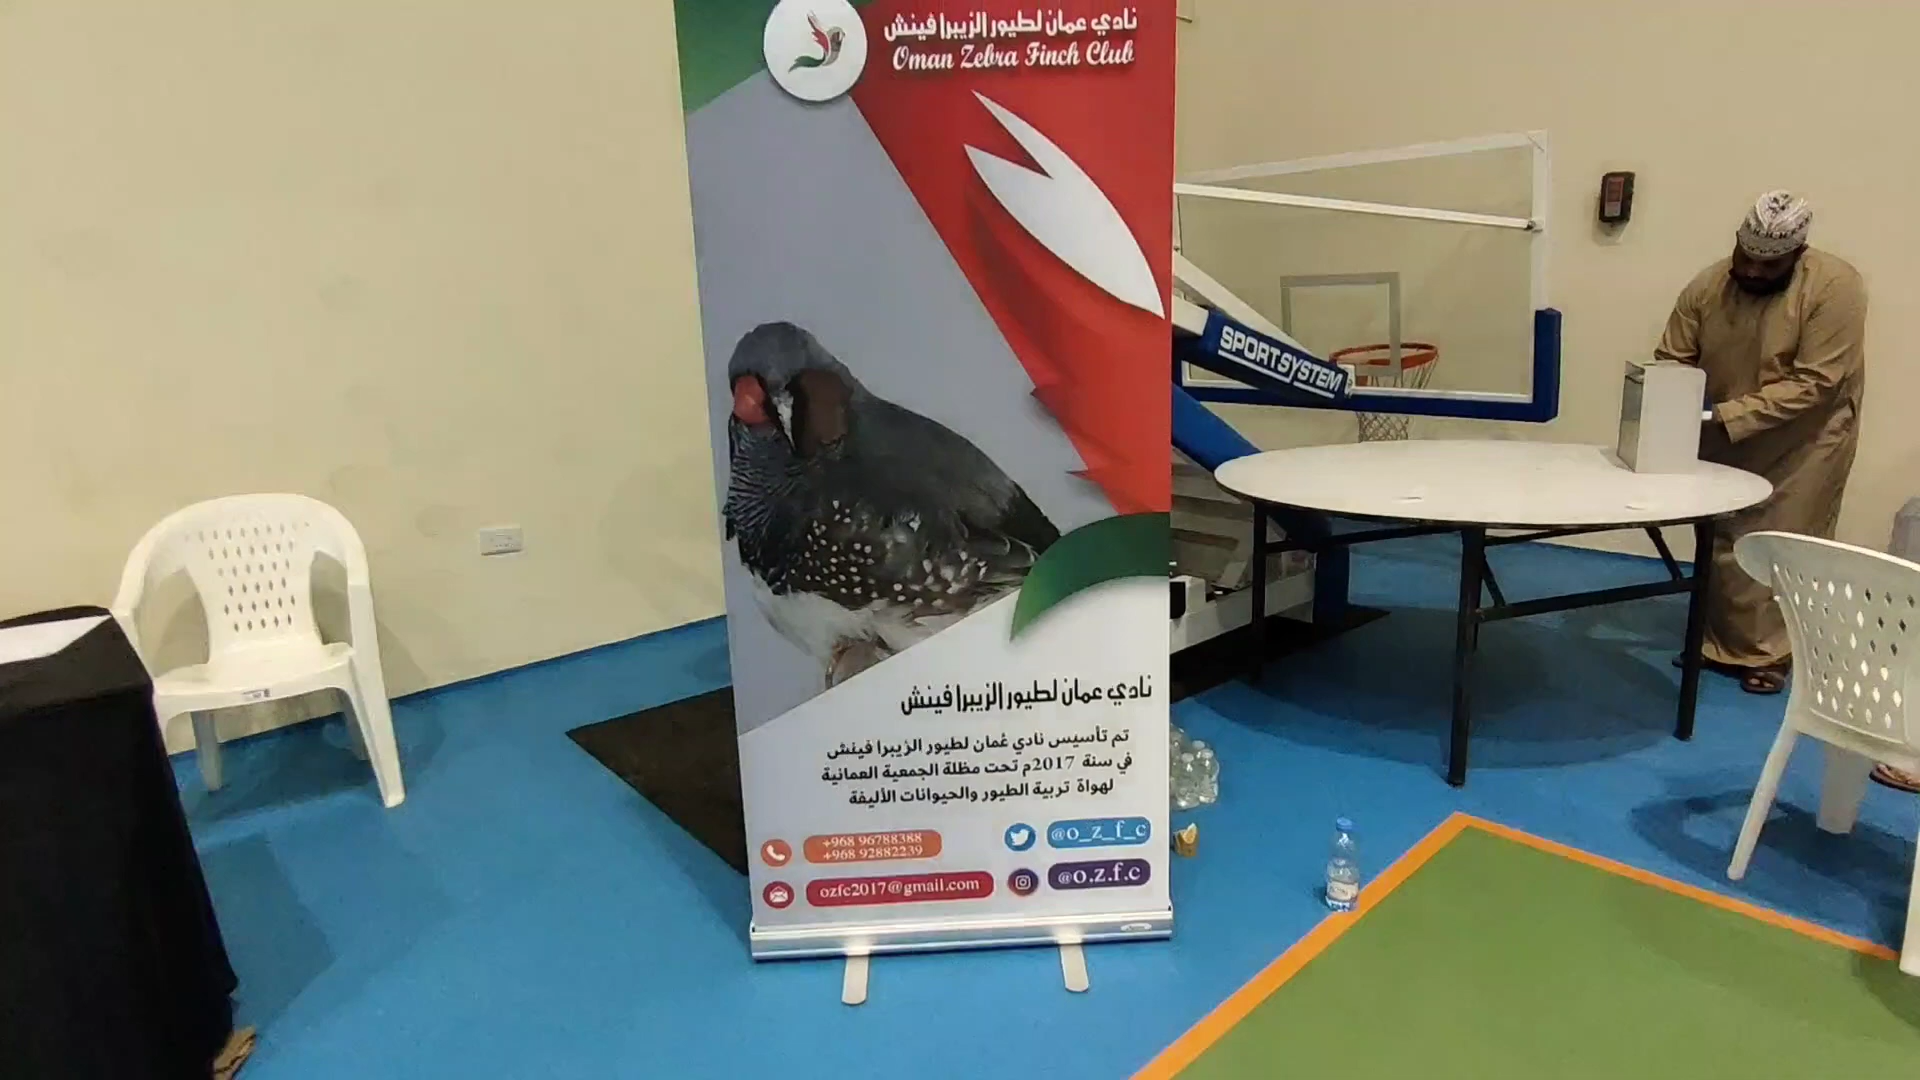 نادي عمان لطيور الزيبرا فينش
Oman Zebra Finch Club
SPORTSYSTEM
نادي عمان لطيور الزيبرا فينش
تم تأسيس نادي عُمان لطيور الزيبرا فينش
في سنة 2017م تحت مظلة الجمعية العمانية
لهواة تربية الطيور والحيوانات الأليفة
+968 96788388
+968 92882239
@o_z_f_c
ozfc2017@gmail.com
@o.z.f.c